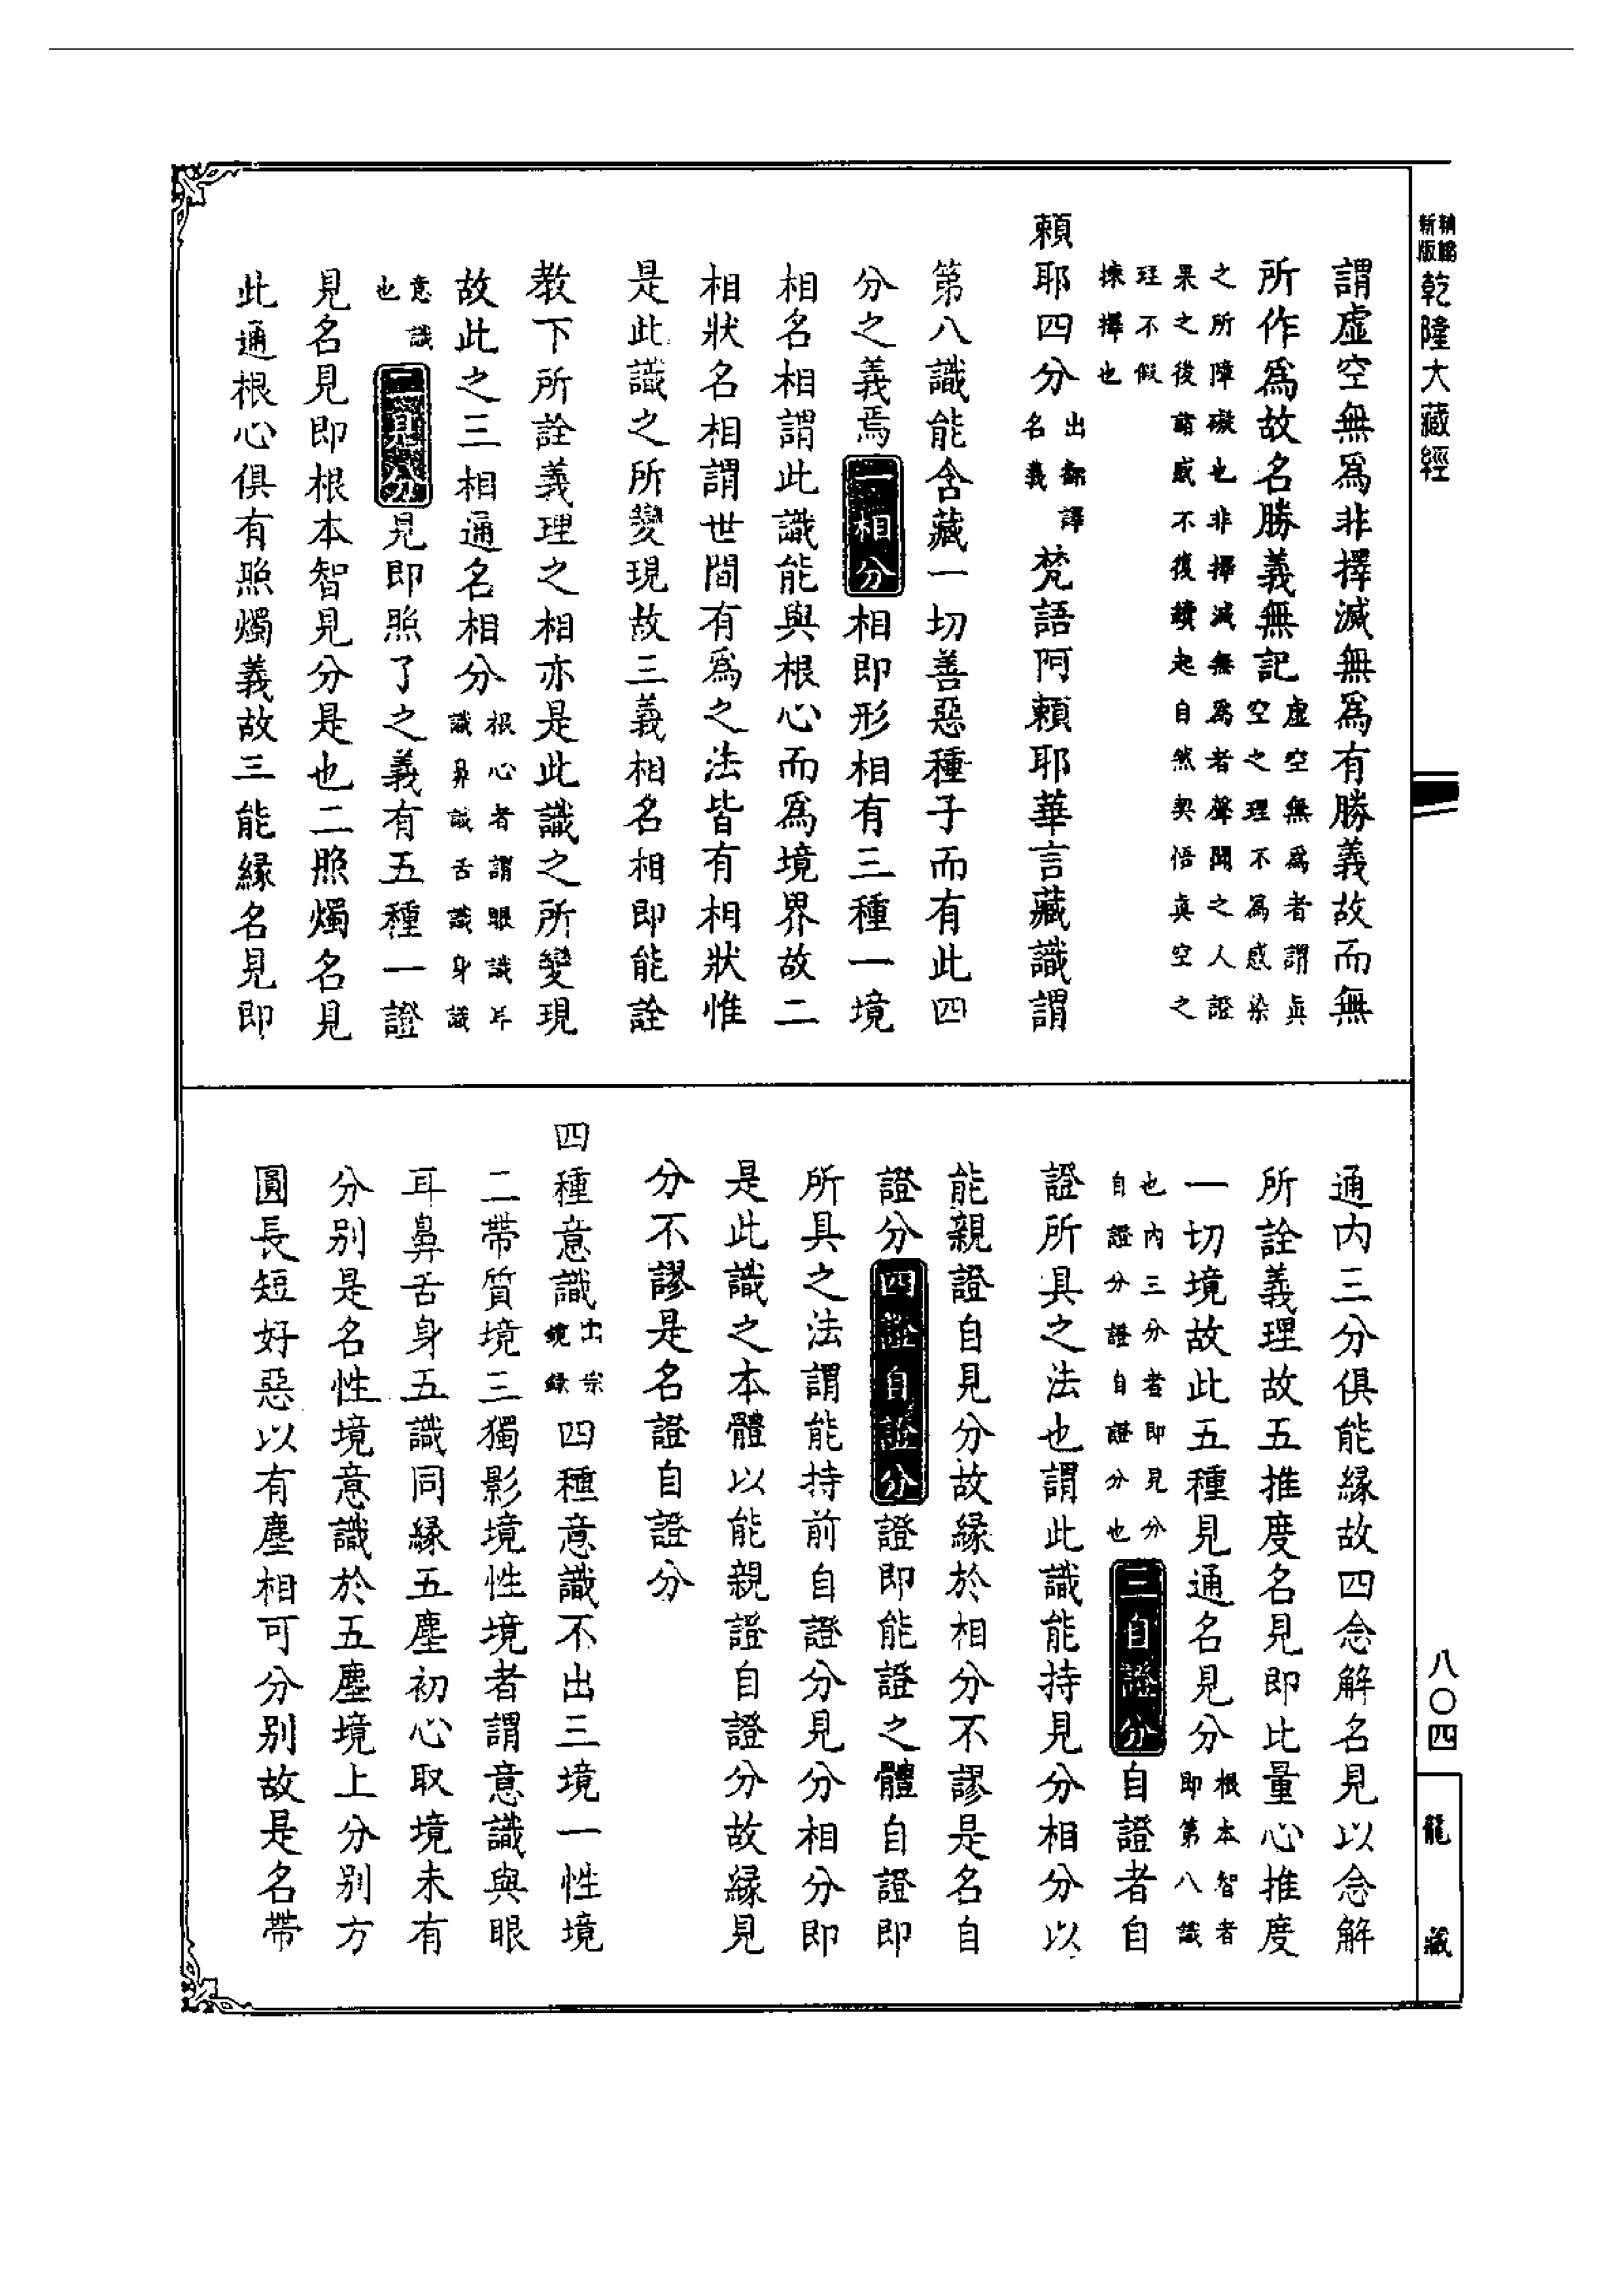 新版精縮乾隆大藏經
謂虛空無爲非擇滅無爲有勝義故而無
所作爲故名勝義無記虛空無爲者謂眞空之理不爲惑染
之所障礙也非擇滅無爲者聲聞之人證果之後諸惑不復續起自然契悟眞空之
理不假揀擇也
賴耶四分出翻譯名義梵語阿賴耶華言藏識謂
第八識能含藏一切善惡種子而有此四
分之義焉一相分相即形相有三種一境
相名相謂此識能與根心而爲境界故二
相狀名相謂世間有爲之法皆有相狀惟
是此識之所變現故三義相名相即能詮
教下所詮義理之相亦是此識之所變現
故此之三相通名相分根心者謂眼識耳識鼻識舌識身識
意識也二見分見即照了之義有五種一證
見名見即根本智見分是也二照燭名見
此通根心俱有照燭義故三能緣名見即
通內三分俱能緣故四念解名見以念解
所詮義理故五推度名見即比量心推度
一切境故此五種見通名見分根本智者即第八識
也內三分者即見分自證分證自證分也三自證分自證者自
證所具之法也謂此識能持見分相分以
能親證自見分故緣於相分不謬是名自
證分四證自證分證即能證之體自證即
所具之法謂能持前自證分見分相分即
是此識之本體以能親證自證分故緣見
分不謬是名證自證分
四種意識出宗鏡錄四種意識不出三境一性境
二帶質境三獨影境性境者謂意識與眼
耳鼻舌身五識同緣五塵初心取境未有
分別是名性境意識於五塵境上分別方
圓長短好惡以有塵相可分別故是名帶
八〇四
龍藏